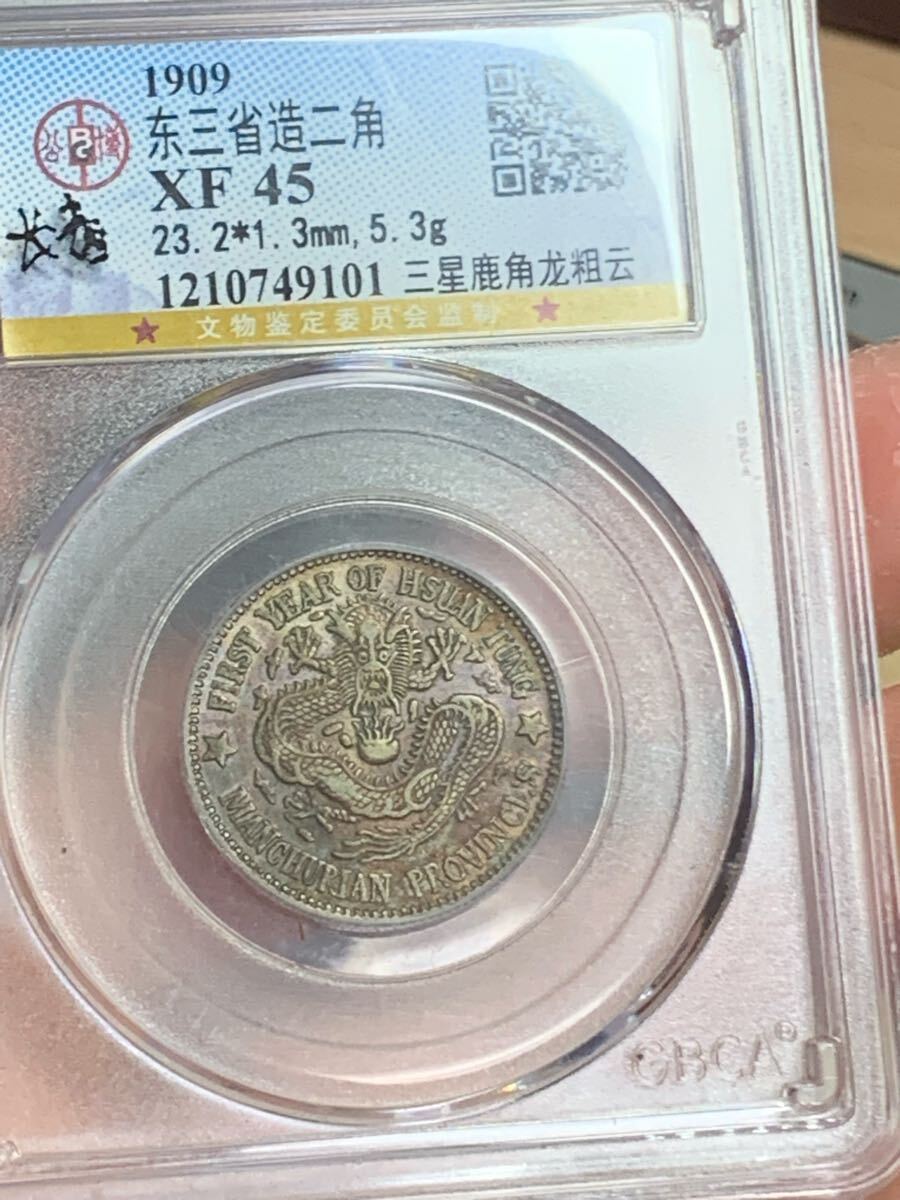 1909
东三省造二角
XF 45
23.2*1.3mm,5.3g
1210749101 三星鹿角龙粗云
文物鉴定委员会监制
公博
FIRST YEAR OF HSUAN TUNG
MANCHURIAN PROVINCES
GBCA®